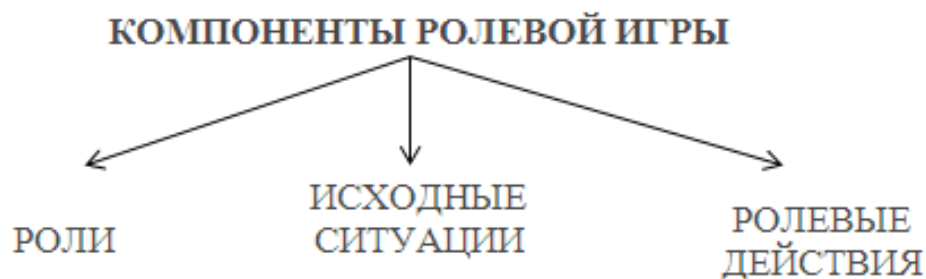 КОМПОНЕНТЫ РОЛЕВОЙ ИГРЫ
РОЛИ
ИСХОДНЫЕ
СИТУАЦИИ
РОЛЕВЫЕ
ДЕЙСТВИЯ